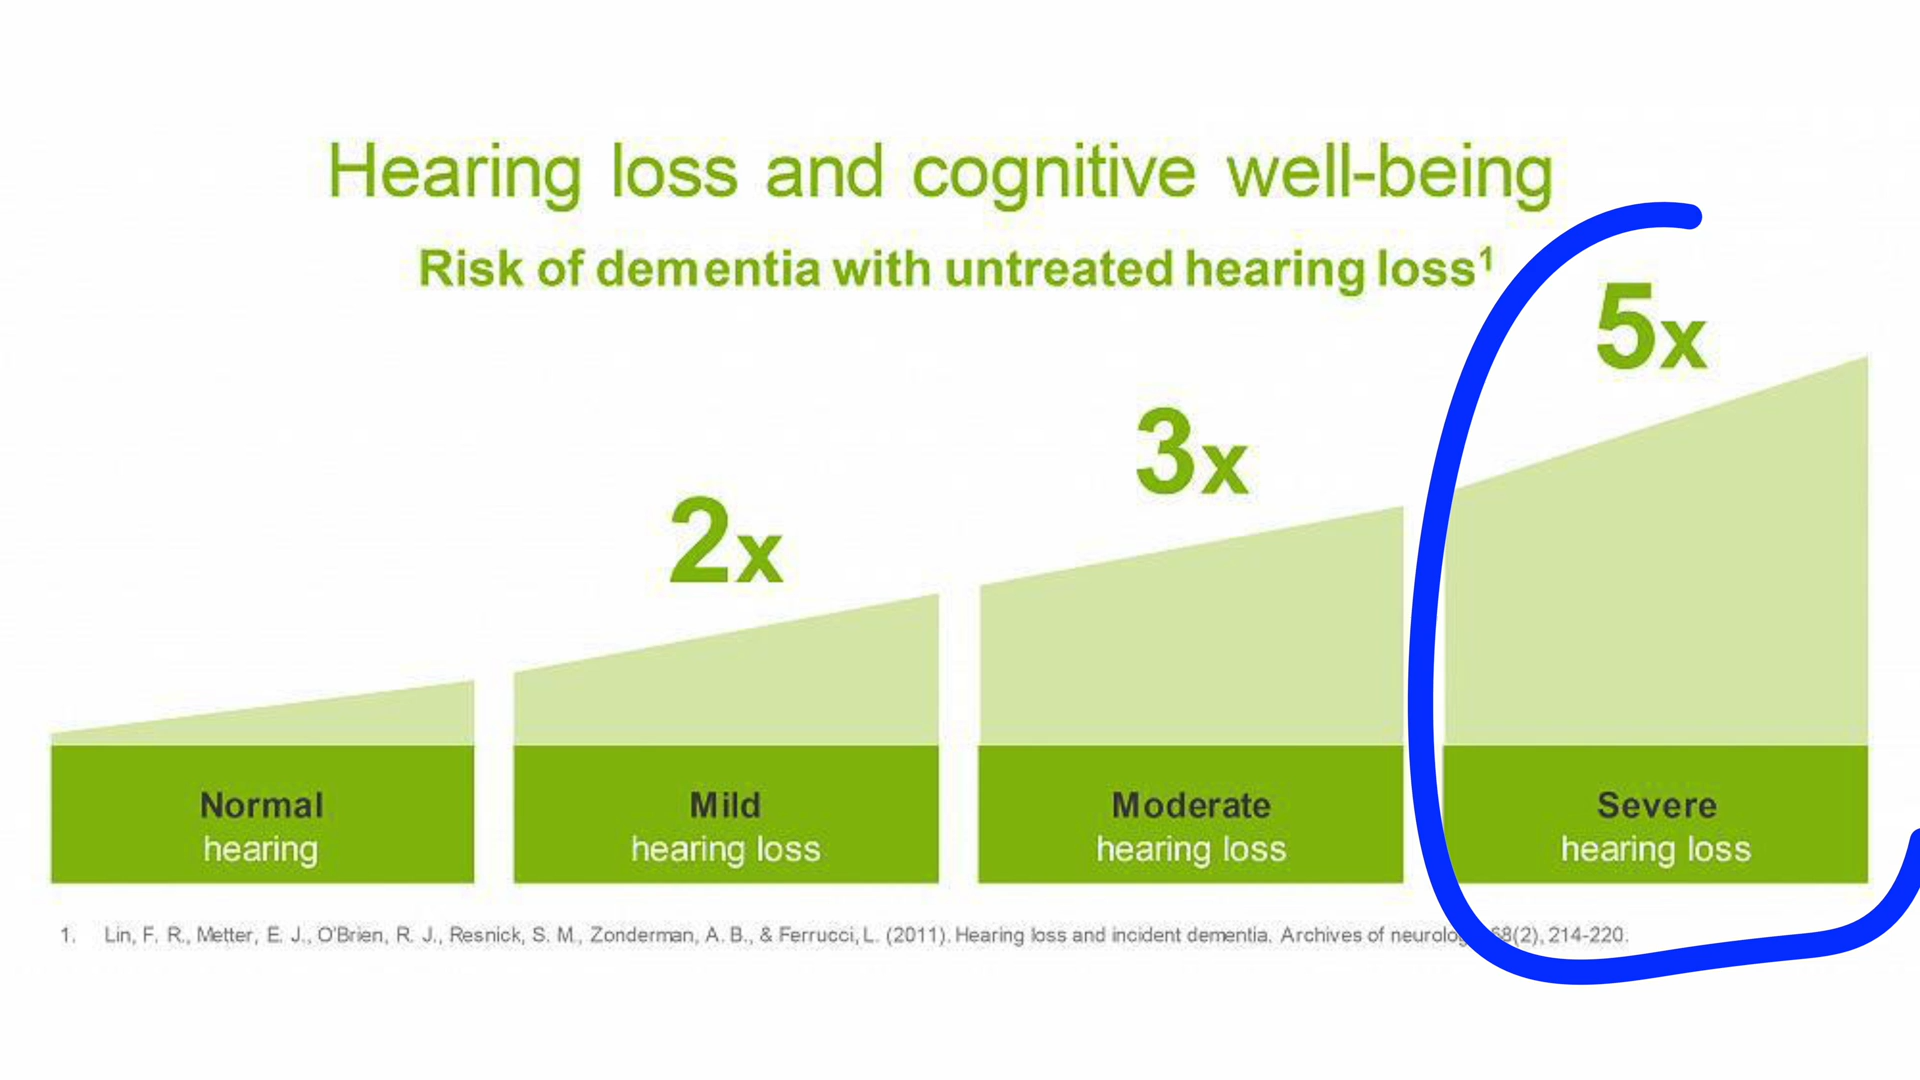 Hearing loss and cognitive well-being
Risk of dementia with untreated hearing loss¹
5x
3x
2x
Normal
hearing
Mild
hearing loss
Moderate
hearing loss
Severe
hearing loss
1. Lin, F. R., Metter, E. J., O'Brien, R. J., Resnick, S. M., Zonderman, A. B., & Ferrucci, L. (2011). Hearing loss and incident dementia. Archives of 68(2), 214-220.